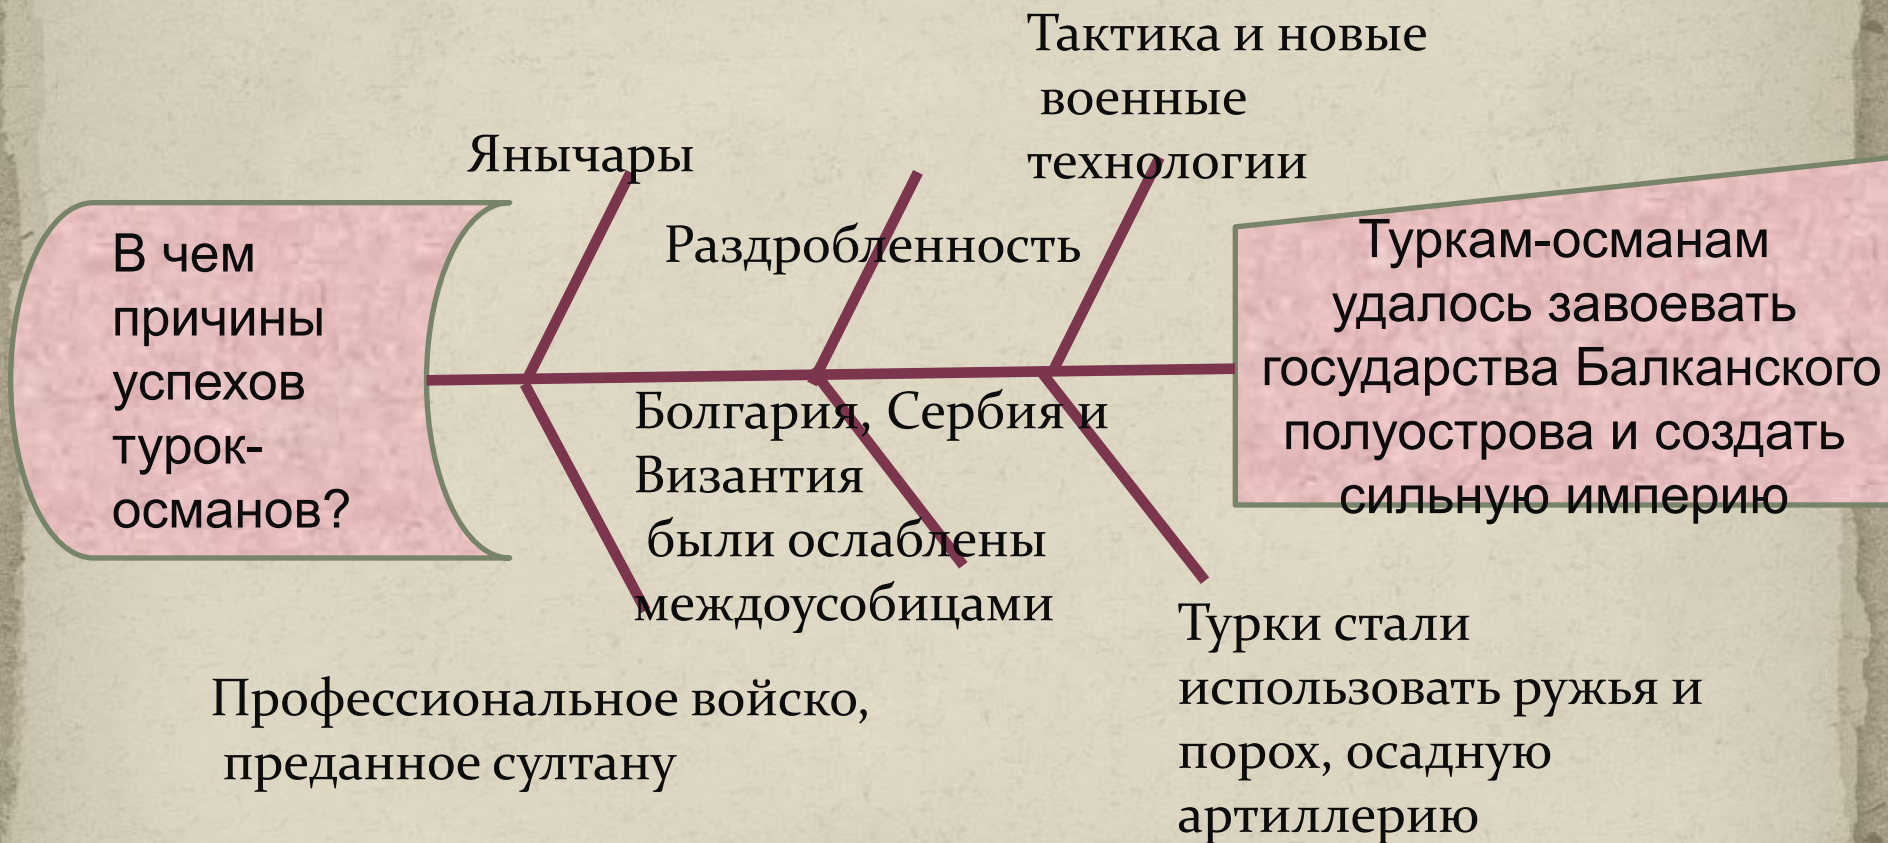 Тактика и новые
военные
технологии
Янычары
Раздробленность
В чем
причины
успехов
турок-
османов?
Туркам-османам
удалось завоевать
государства Балканского
полуострова и создать
сильную империю
Болгария, Сербия и
Византия
были ослаблены
междоусобицами
Профессиональное войско,
преданное султану
Турки стали
использовать ружья и
порох, осадную
артиллерию